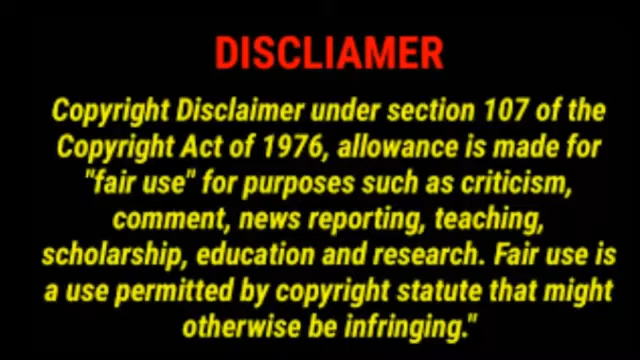 DISCLIAMER
Copyright Disclaimer under section 107 of the
Copyright Act of 1976, allowance is made for
"fair use" for purposes such as criticism,
comment, news reporting, teaching,
scholarship, education and research. Fair use is
a use permitted by copyright statute that might
otherwise be infringing."